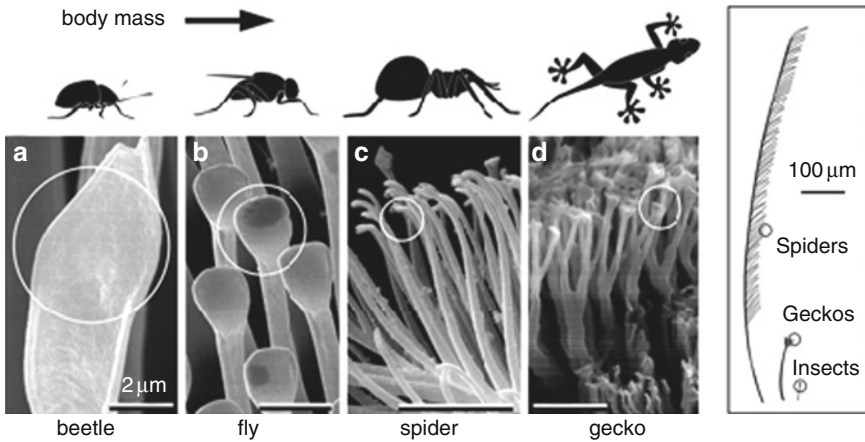 body mass
a
b
c
d
2 μm
beetle
fly
spider
gecko
100 μm
Spiders
Geckos
Insects